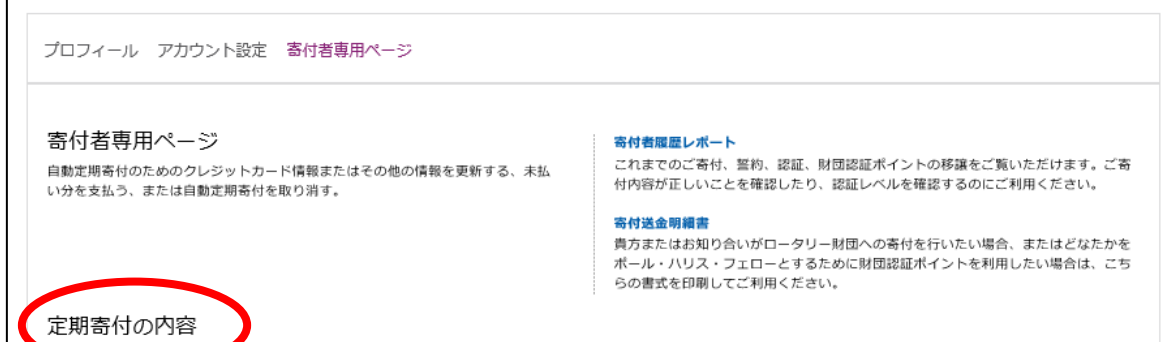 プロフィール アカウント設定 寄付者専用ページ
寄付者専用ページ
自動定期寄付のためのクレジットカード情報またはその他の情報を更新する、未払
い分を支払う、または自動定期寄付を取り消す。
寄付者履歴レポート
これまでのご寄付、誓約、認証、財団認証ポイントの移譲をご覧いただけます。ご寄
付内容が正しいことを確認したり、認証レベルを確認するのにご利用ください。
寄付送金明細書
貴方またはお知り合いがロータリー財団への寄付を行いたい場合、またはどなたかを
ポール・ハリス・フェローとするために財団認証ポイントを利用したい場合は、こち
らの書式を印刷してご利用ください。
定期寄付の内容